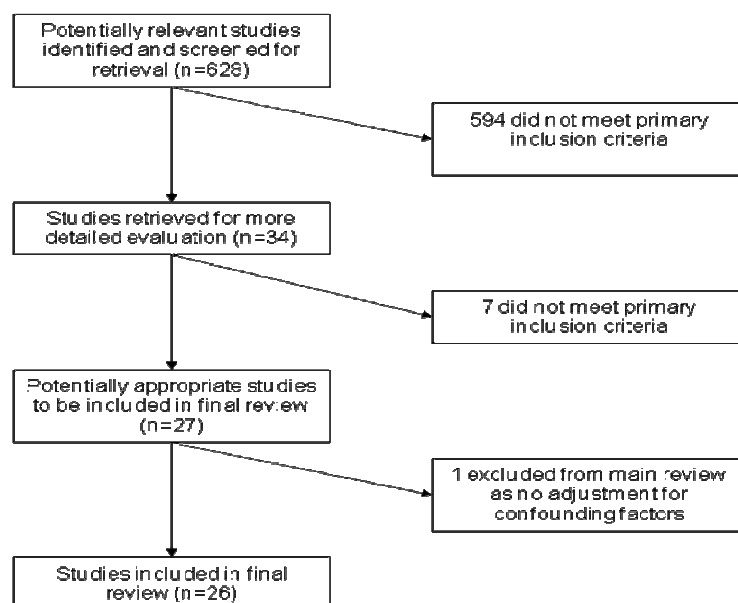 Potentially relevant studies
identified and screened for
retrieval (n=628)
594 did not meet primary
inclusion criteria
Studies retrieved for more
detailed evaluation (n=34)
7 did not meet primary
inclusion criteria
Potentially appropriate studies
to be included in final review
(n=27)
1 excluded from main review
as no adjustment for
confounding factors
Studies included in final
review (n=26)